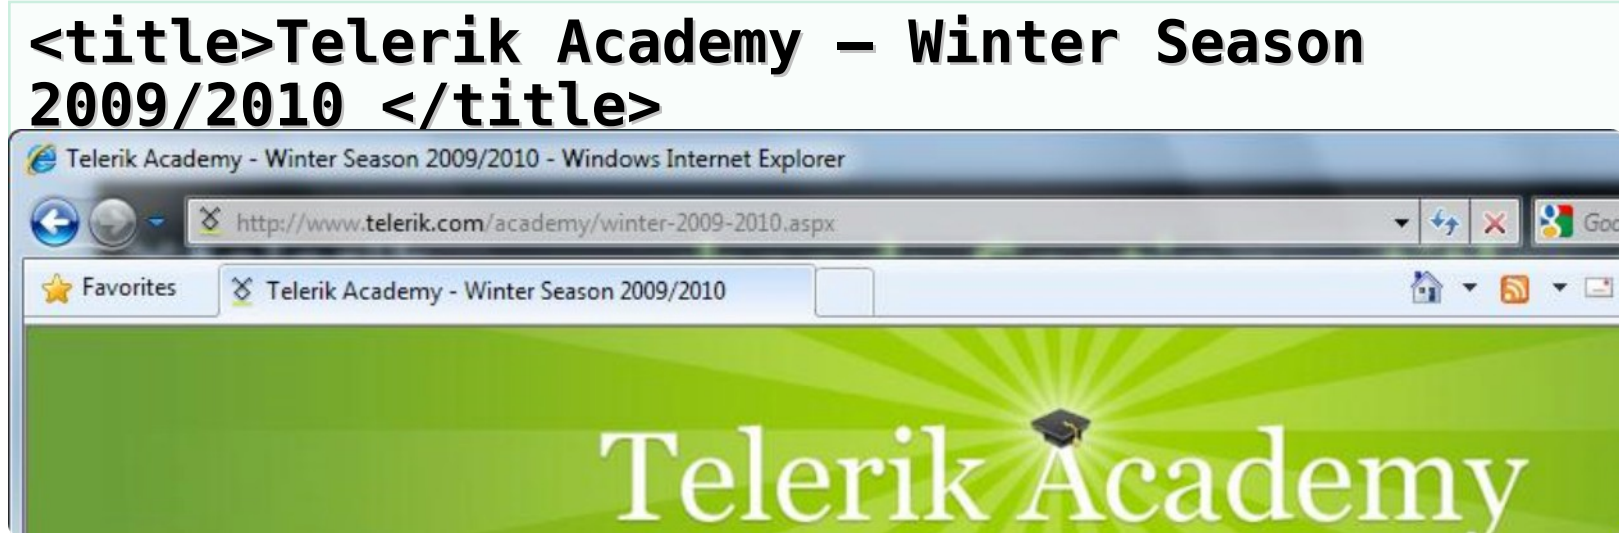 <title>Telerik Academy – Winter Season
2009/2010 </title>
Telerik Academy - Winter Season 2009/2010 - Windows Internet Explorer
http://www.telerik.com/academy/winter-2009-2010.aspx
Favorites
Telerik Academy - Winter Season 2009/2010
Telerik Academy